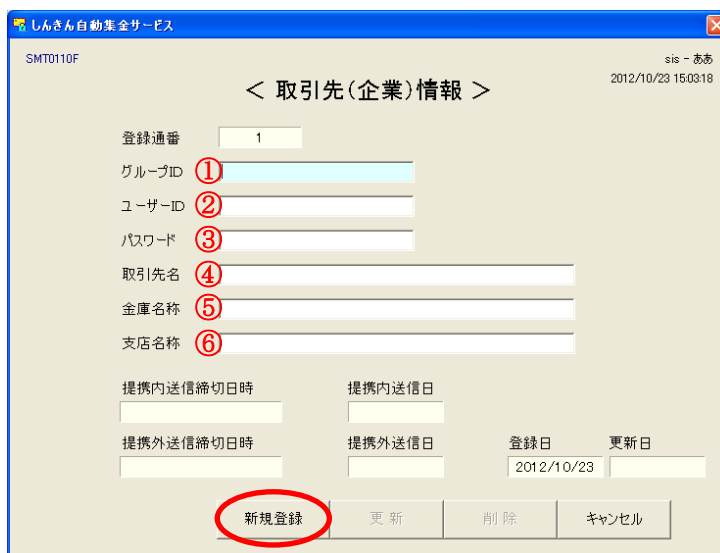 しんきん自動集金サービス
SMT0110F
sis - ああ
＜ 取引先(企業)情報 ＞
2012/10/23 15:03:18
登録通番 1
グループID ①
ユーザーID ②
パスワード ③
取引先名 ④
金庫名称 ⑤
支店名称 ⑥
提携内送信締切日時 提携内送信日
提携外送信締切日時 提携外送信日 登録日 更新日
2012/10/23
新規登録 更新 削除 キャンセル